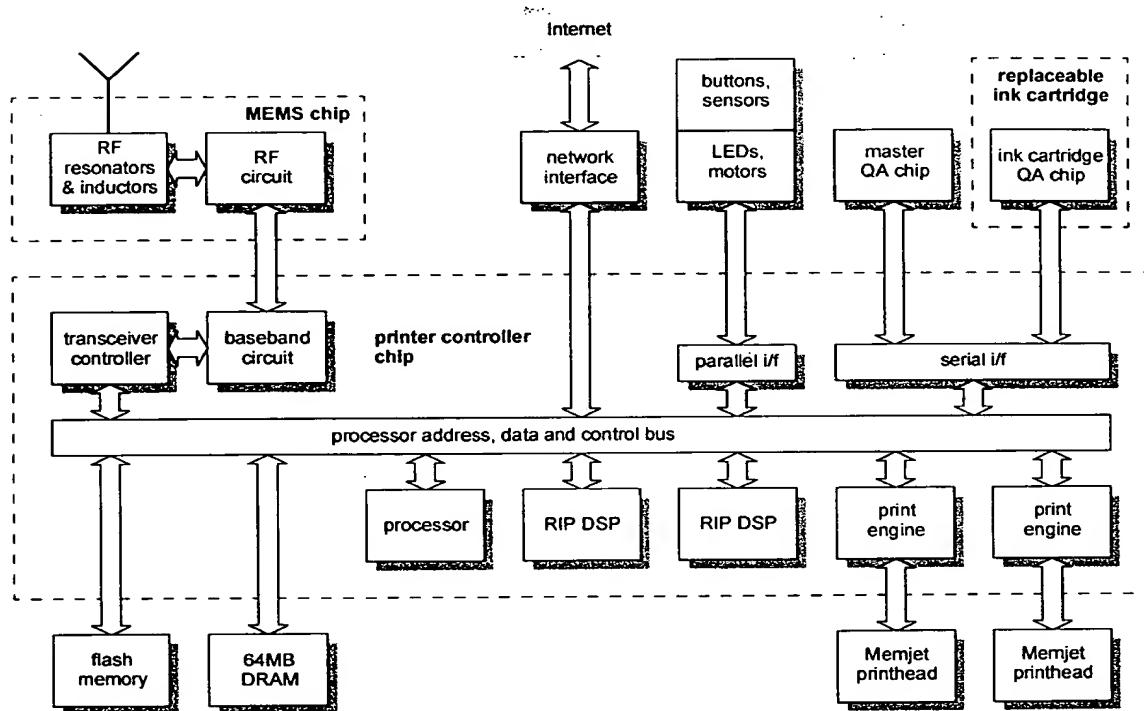 Internet
MEMS chip
RF
resonators
& inductors
RF
circuit
network
interface
buttons,
sensors
LEDs,
motors
master
QA chip
replaceable
ink cartridge
ink cartridge
QA chip
transceiver
controller
baseband
circuit
printer controller
chip
parallel i/f
serial i/f
processor address, data and control bus
processor
RIP DSP
RIP DSP
print
engine
print
engine
flash
memory
64MB
DRAM
Memjet
printhead
Memjet
printhead